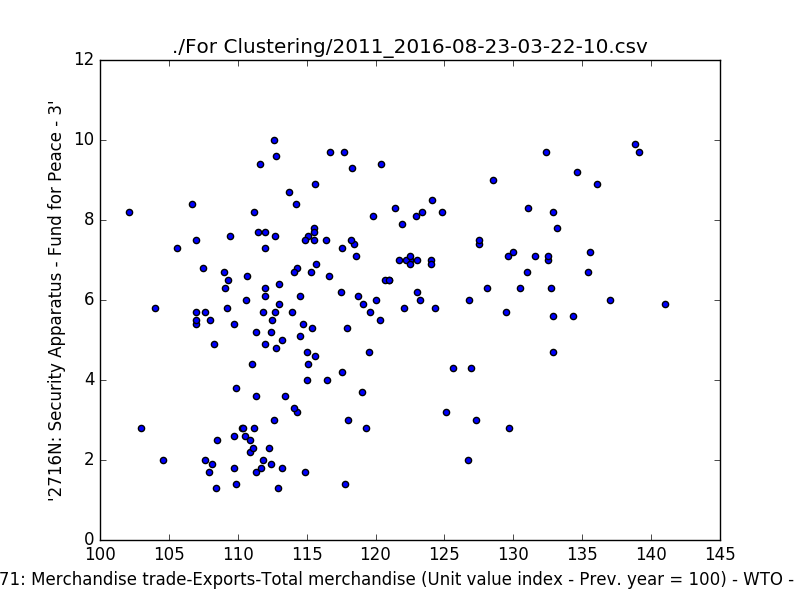 ./For Clustering/2011_2016-08-23-03-22-10.csv
'2716N: Security Apparatus - Fund for Peace - 3'
12
10
8
6
4
2
0
100 105 110 115 120 125 130 135 140 145
71: Merchandise trade-Exports-Total merchandise (Unit value index - Prev. year = 100) - WTO -